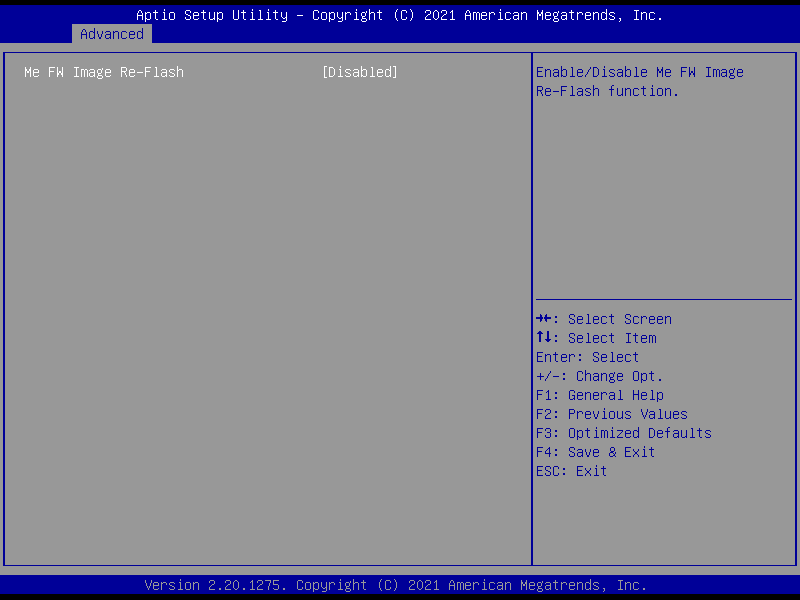 Aptio Setup Utility – Copyright (C) 2021 American Megatrends, Inc.
Advanced
Me FW Image Re-Flash [Disabled]
Enable/Disable Me FW Image
Re-Flash function.
→←: Select Screen
↑↓: Select Item
Enter: Select
+/-: Change Opt.
F1: General Help
F2: Previous Values
F3: Optimized Defaults
F4: Save & Exit
ESC: Exit
Version 2.20.1275. Copyright (C) 2021 American Megatrends, Inc.